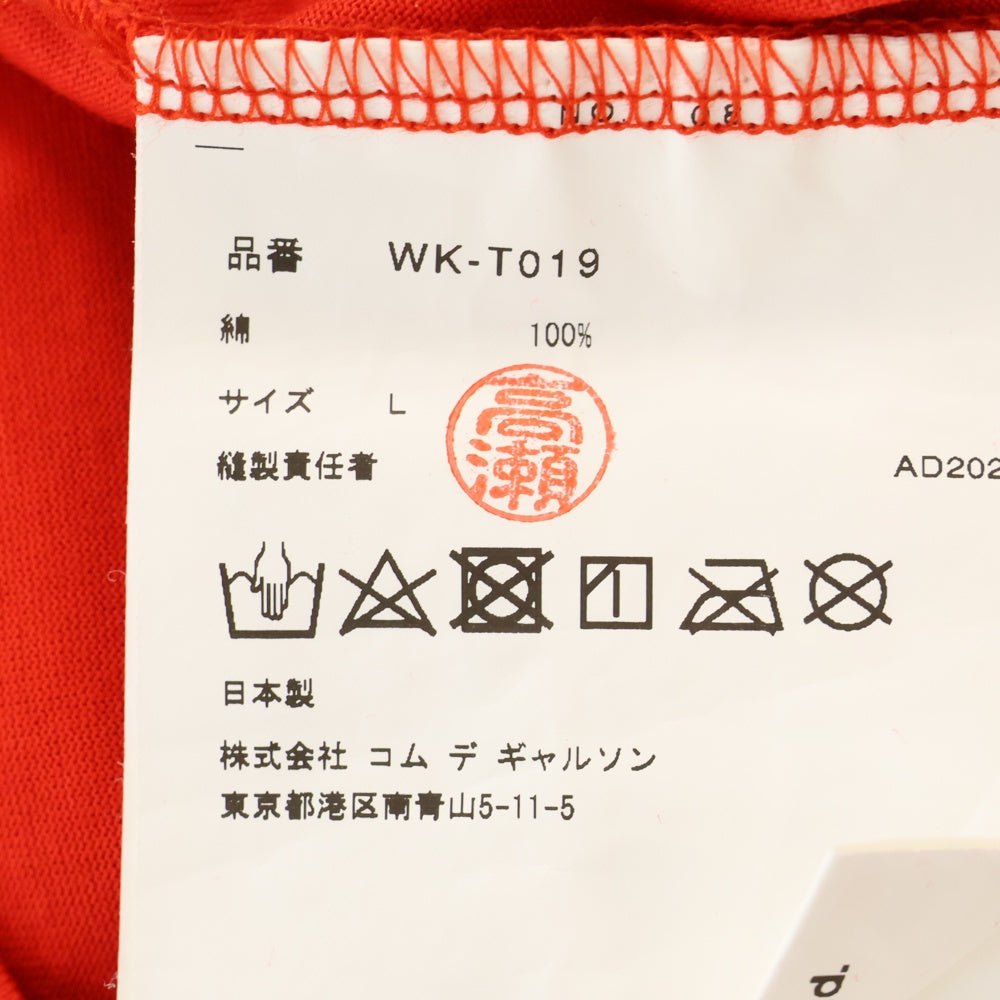 NO. 08
品番 WK-T019
綿 100%
サイズ L
高瀬
縫製責任者
AD202
日本製
株式会社 コム デ ギャルソン
東京都港区南青山5-11-5
d.